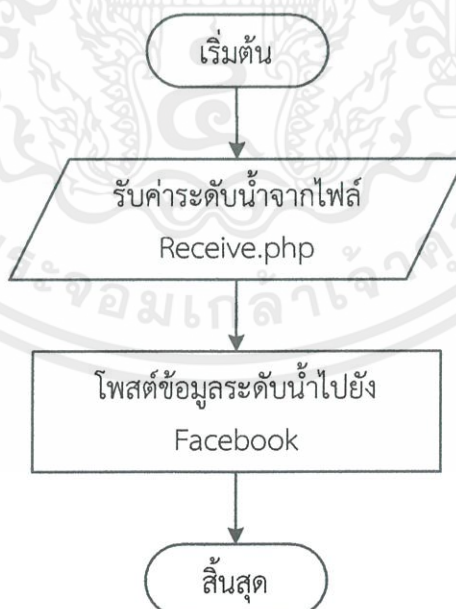 เริ่มต้น
รับค่าระดับน้ำจากไฟล์
Receive.php
โพสต์ข้อมูลระดับน้ำไปยัง
Facebook
สิ้นสุด